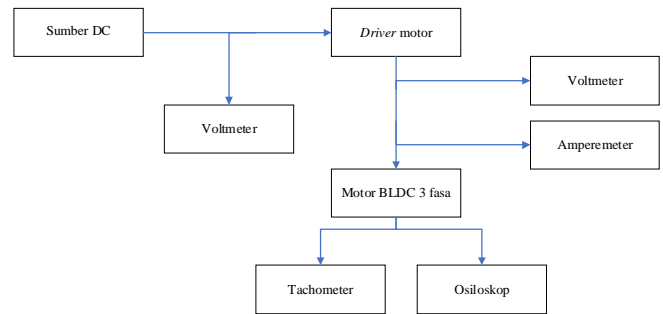 Sumber DC
Driver motor
Voltmeter
Voltmeter
Amperemeter
Motor BLDC 3 fasa
Tachometer
Osiloskop